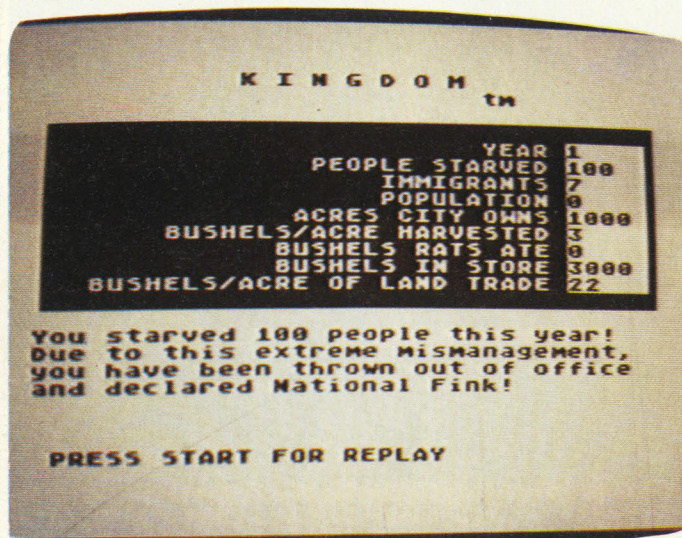 K I N G D O M
tm
YEAR 1
PEOPLE STARVED 100
IMMIGRANTS 7
POPULATION 0
ACRES CITY OWNS 1000
BUSHELS/ACRE HARVESTED 3
BUSHELS RATS ATE 0
BUSHELS IN STORE 3000
BUSHELS/ACRE OF LAND TRADE 22
You starved 100 people this year!
Due to this extreme mismanagement,
you have been thrown out of office
and declared National Fink!
PRESS START FOR REPLAY